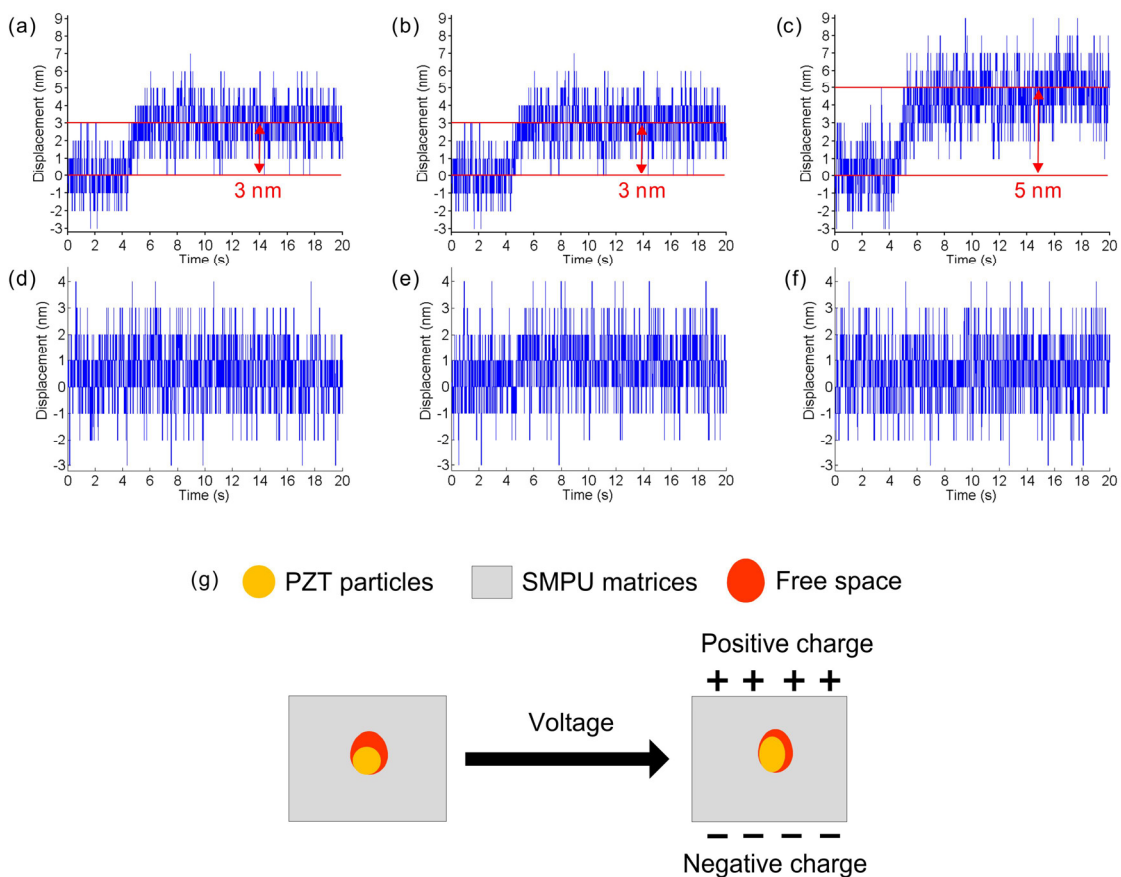 (a)
9
8
7
6
5
4
3
2
1
0
-1
-2
-3
Displacement (nm)
3 nm
0 2 4 6 8 10 12 14 16 18 20
Time (s)
(b)
9
8
7
6
5
4
3
2
1
0
-1
-2
-3
Displacement (nm)
3 nm
0 2 4 6 8 10 12 14 16 18 20
Time (s)
(c)
9
8
7
6
5
4
3
2
1
0
-1
-2
-3
Displacement (nm)
5 nm
0 2 4 6 8 10 12 14 16 18 20
Time (s)
(d)
4
3
2
1
0
-1
-2
-3
Displacement (nm)
0 2 4 6 8 10 12 14 16 18 20
Time (s)
(e)
4
3
2
1
0
-1
-2
-3
Displacement (nm)
0 2 4 6 8 10 12 14 16 18 20
Time (s)
(f)
4
3
2
1
0
-1
-2
-3
Displacement (nm)
0 2 4 6 8 10 12 14 16 18 20
Time (s)
(g) PZT particles SMPU matrices Free space
Positive charge
+ + + +
Voltage
− − − −
Negative charge